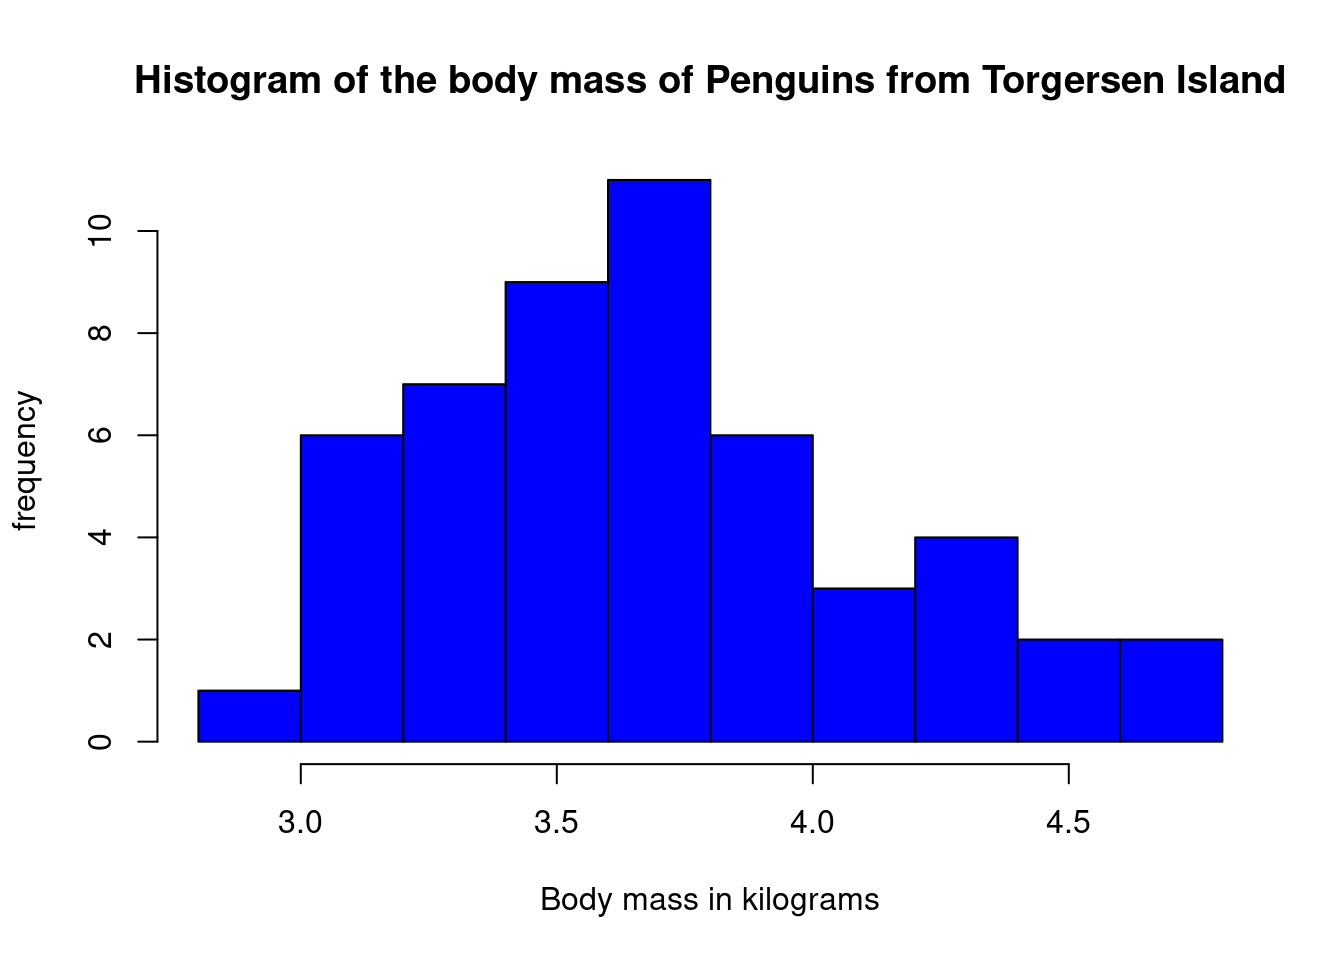 Histogram of the body mass of Penguins from Torgersen Island
frequency
10
8
6
4
2
0
3.0 3.5 4.0 4.5
Body mass in kilograms